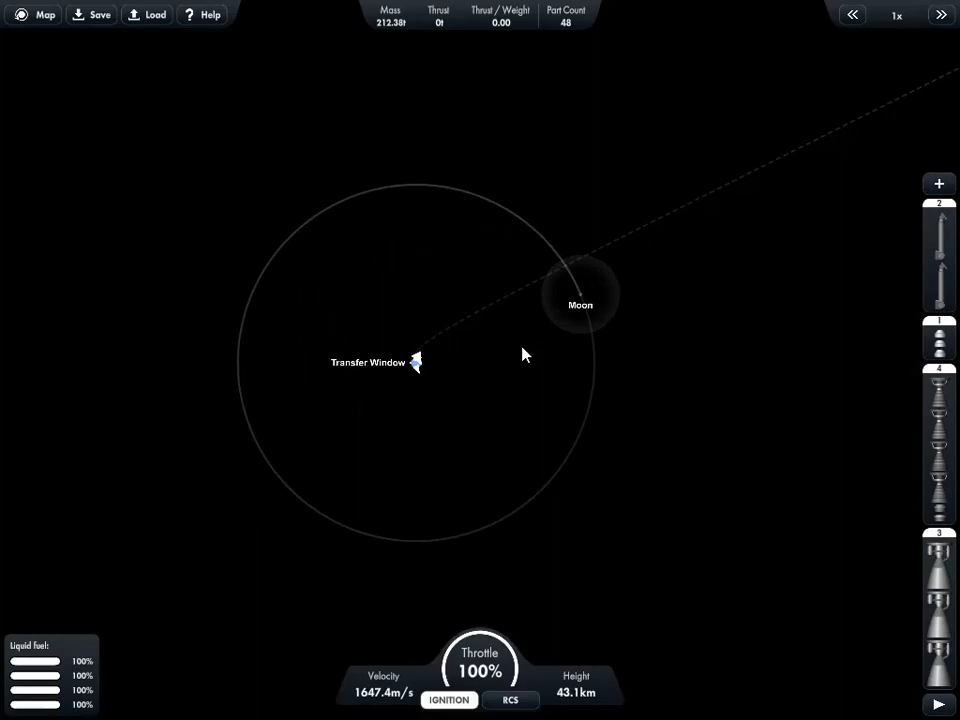 Map
Save
Load
? Help
Mass
212.38t
Thrust
0t
Thrust / Weight
0.00
Part Count
48
1x
Moon
Transfer Window
2
1
4
3
Liquid fuel:
100%
100%
100%
100%
Throttle
100%
Velocity
1647.4m/s
Height
43.1km
IGNITION
RCS